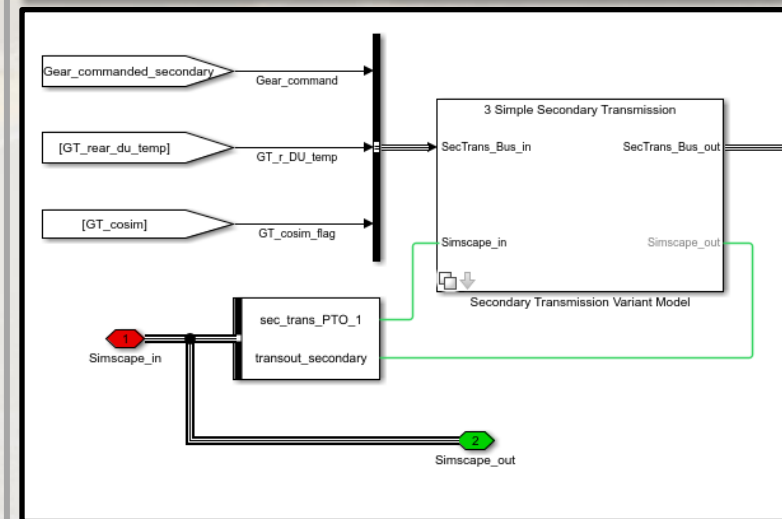 Gear_commanded_secondary
Gear_command
[GT_rear_du_temp]
GT_r_DU_temp
[GT_cosim]
GT_cosim_flag
3 Simple Secondary Transmission
SecTrans_Bus_in
SecTrans_Bus_out
Simscape_in
Simscape_out
Secondary Transmission Variant Model
sec_trans_PTO_1
transout_secondary
1
Simscape_in
2
Simscape_out